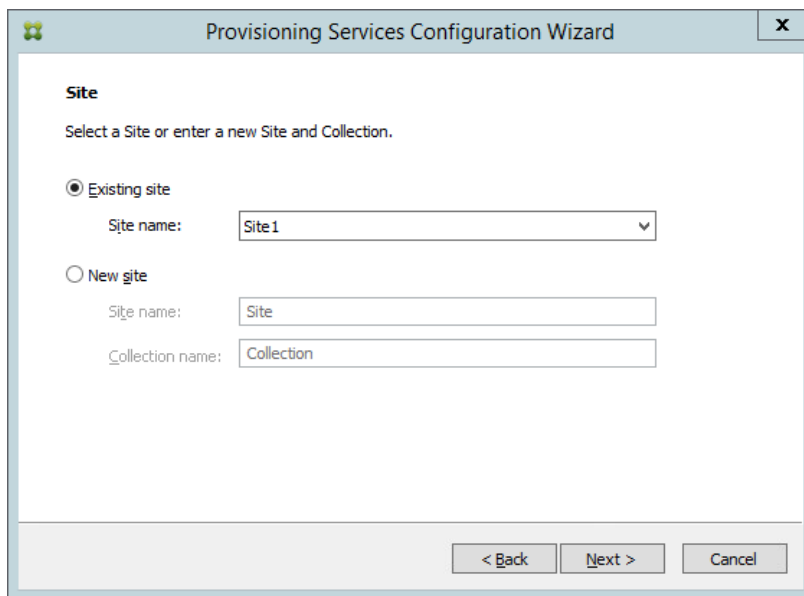 Provisioning Services Configuration Wizard
x
Site
Select a Site or enter a new Site and Collection.
Existing site
Site name: Site1
New site
Site name: Site
Collection name: Collection
< Back Next > Cancel